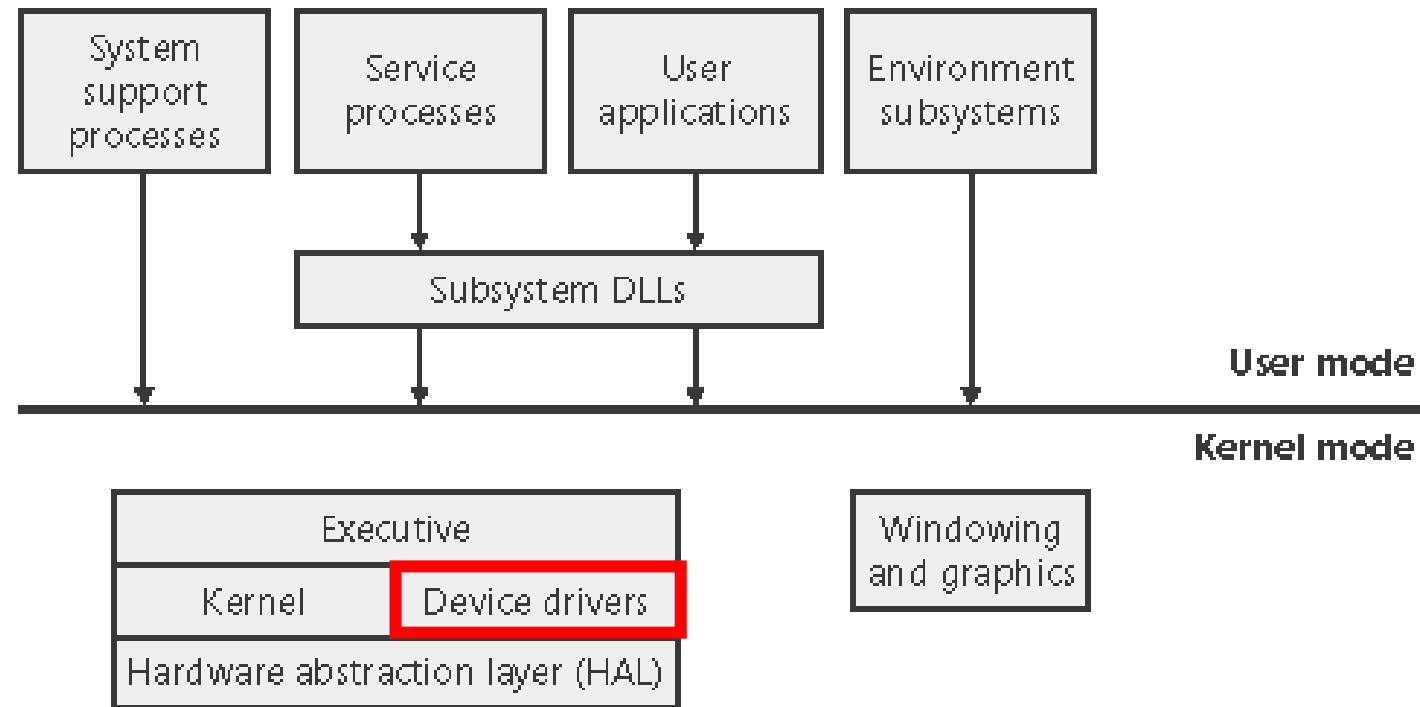 System
support
processes
Service
processes
User
applications
Environment
subsystems
Subsystem DLLs
User mode
Kernel mode
Executive
Kernel
Device drivers
Hardware abstraction layer (HAL)
Windowing
and graphics